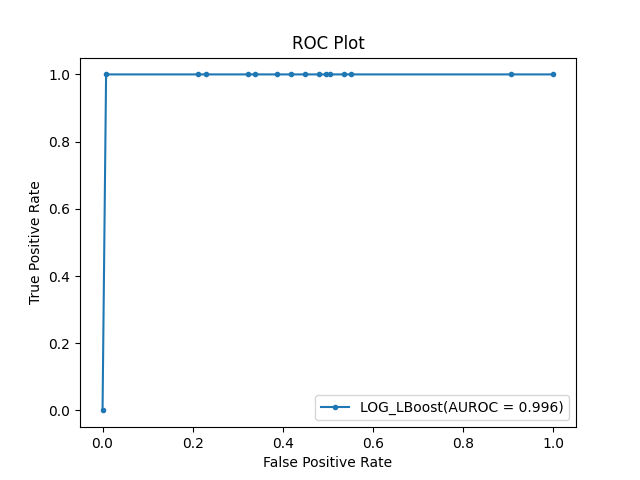 ROC Plot
1.0
0.8
0.6
0.4
0.2
0.0
True Positive Rate
LOG_LBoost(AUROC = 0.996)
0.0 0.2 0.4 0.6 0.8 1.0
False Positive Rate